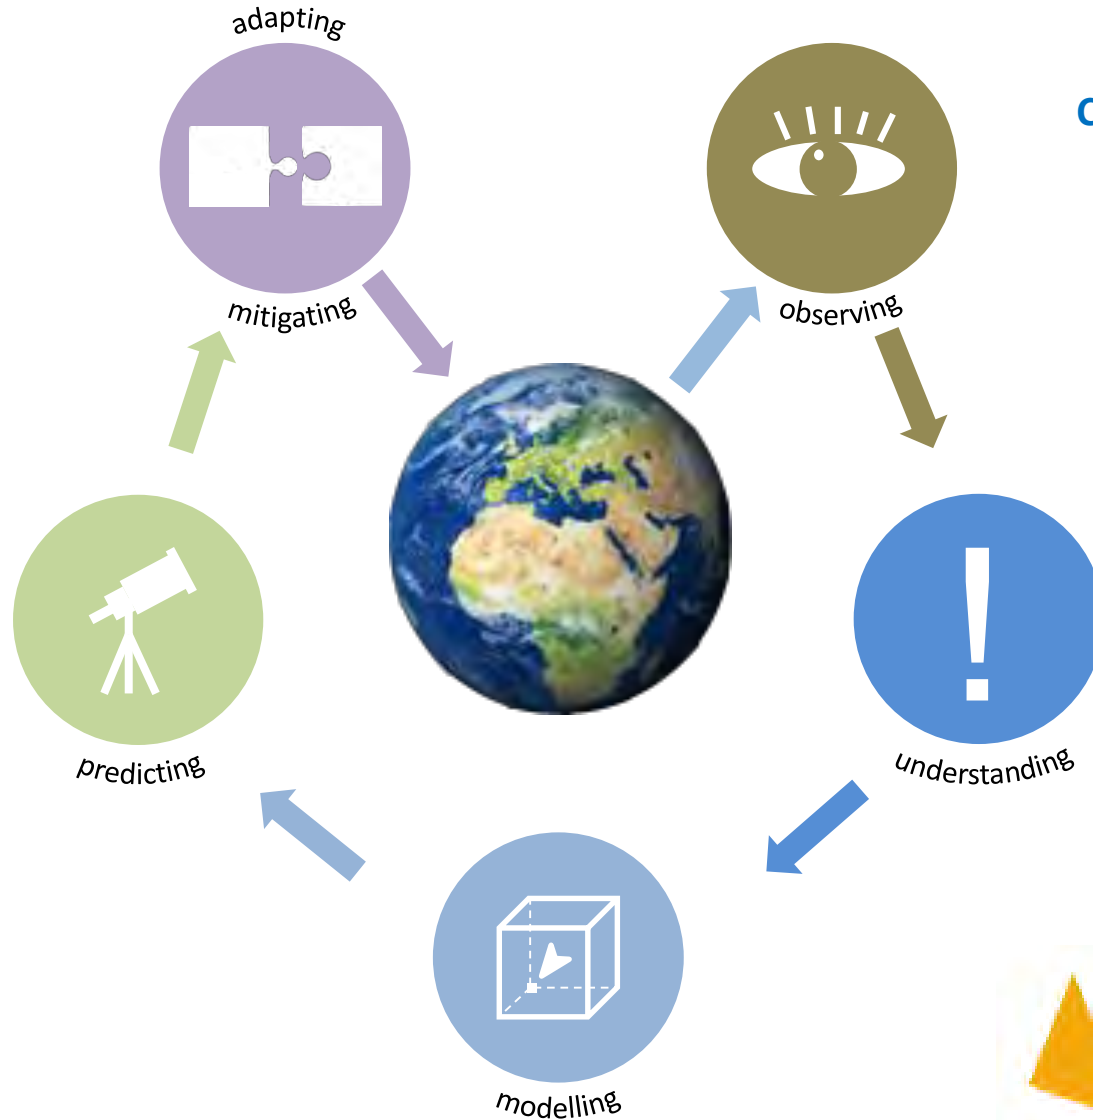 adapting
mitigating
observing
understanding
modelling
predicting